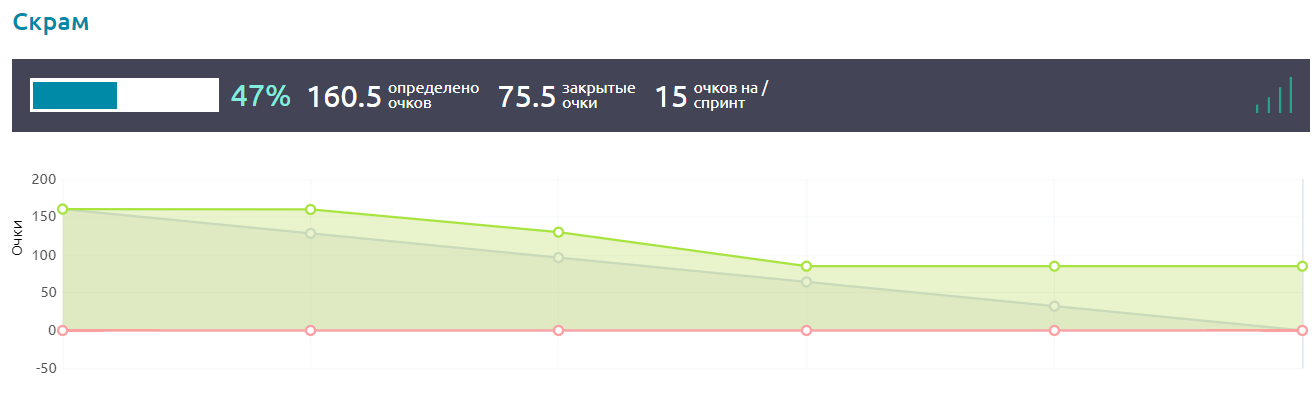 Скрам
47% 160.5 определено очков 75.5 закрытые очки 15 очков на / спринт
200
150
100
50
0
-50
Очки